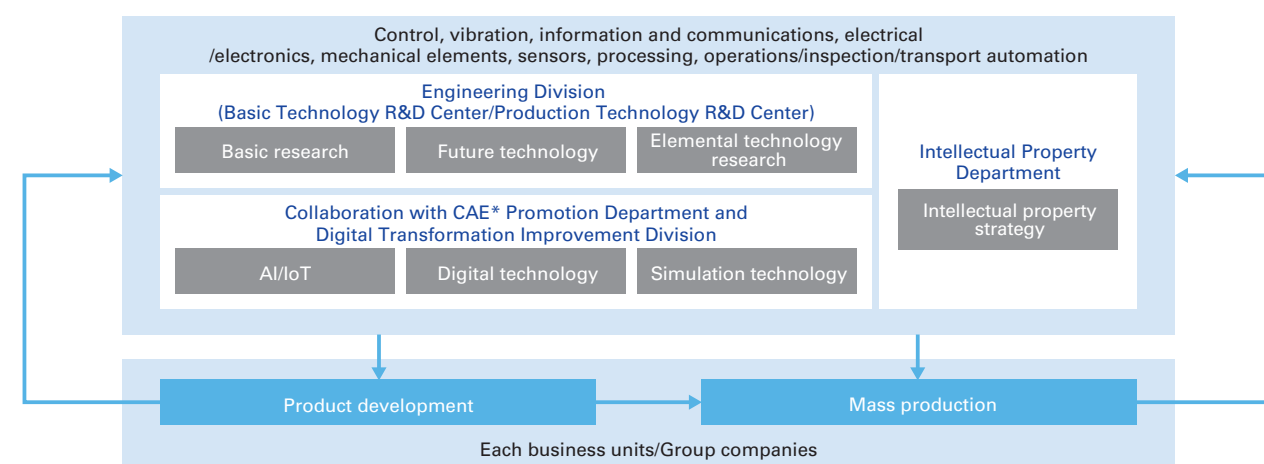 Control, vibration, information and communications, electrical
/electronics, mechanical elements, sensors, processing, operations/inspection/transport automation
Engineering Division
(Basic Technology R&D Center/Production Technology R&D Center)
Basic research
Future technology
Elemental technology
research
Collaboration with CAE* Promotion Department and
Digital Transformation Improvement Division
AI/IoT
Digital technology
Simulation technology
Intellectual Property
Department
Intellectual property
strategy
Product development
Mass production
Each business units/Group companies